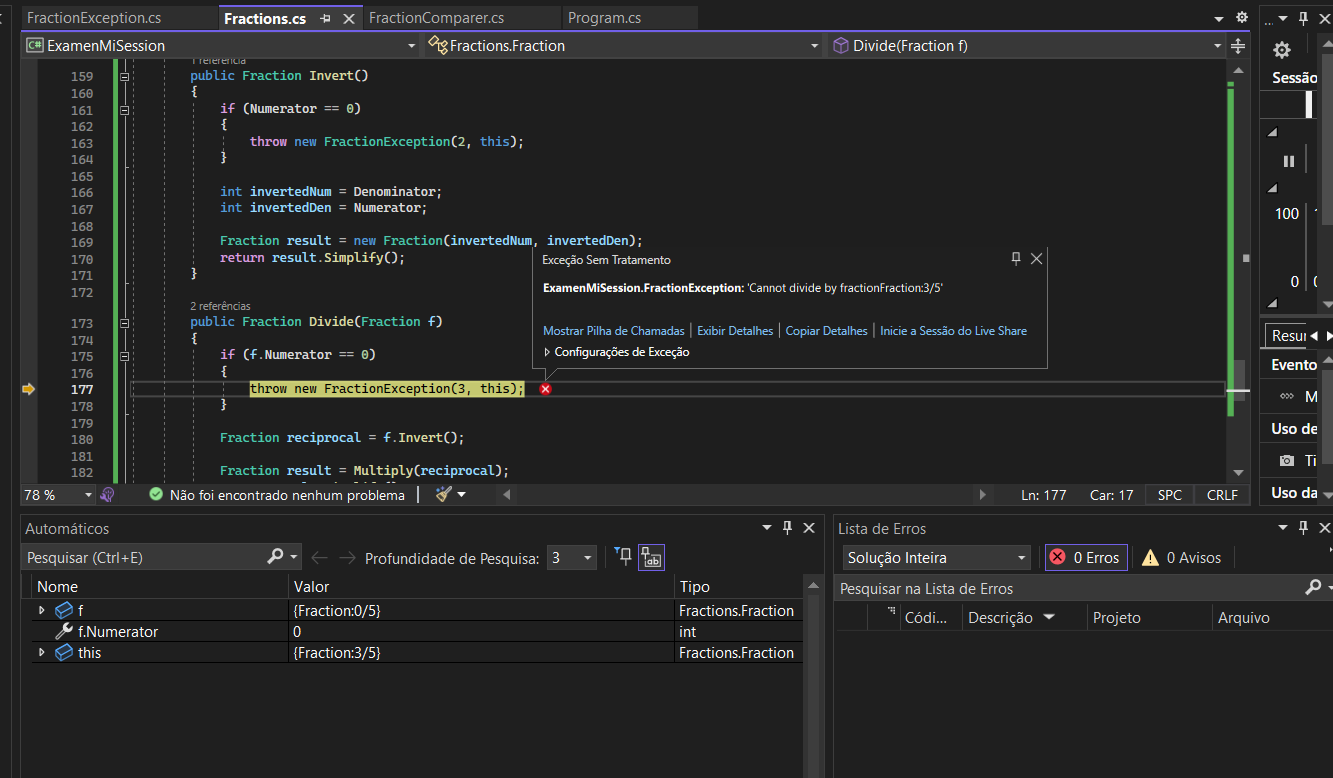 FractionException.cs Fractions.cs FractionComparer.cs Program.cs
C# ExamenMiSession Fractions.Fraction Divide(Fraction f)
1 referência
159 public Fraction Invert()
160 {
161 if (Numerator == 0)
162 {
163 throw new FractionException(2, this);
164 }
165
166 int invertedNum = Denominator;
167 int invertedDen = Numerator;
168
169 Fraction result = new Fraction(invertedNum, invertedDen);
170 return result.Simplify();
171 }
172
2 referências
173 public Fraction Divide(Fraction f)
174 {
175 if (f.Numerator == 0)
176 {
177 throw new FractionException(3, this);
178 }
179
180 Fraction reciprocal = f.Invert();
181
182 Fraction result = Multiply(reciprocal);
Exceção Sem Tratamento
ExamenMiSession.FractionException: 'Cannot divide by fractionFraction:3/5'
Mostrar Pilha de Chamadas Exibir Detalhes Copiar Detalhes Inicie a Sessão do Live Share
Configurações de Exceção
78 % Não foi encontrado nenhum problema Ln: 177 Car: 17 SPC CRLF
...
Sessão
100 1
0 0
Resur
Evento
M
Uso de
Ti
Uso da
Automáticos
Pesquisar (Ctrl+E) Profundidade de Pesquisa: 3
Nome Valor Tipo
f {Fraction:0/5} Fractions.Fraction
f.Numerator 0 int
this {Fraction:3/5} Fractions.Fraction
Lista de Erros
Solução Inteira 0 Erros 0 Avisos
Pesquisar na Lista de Erros
Códi... Descrição Projeto Arquivo